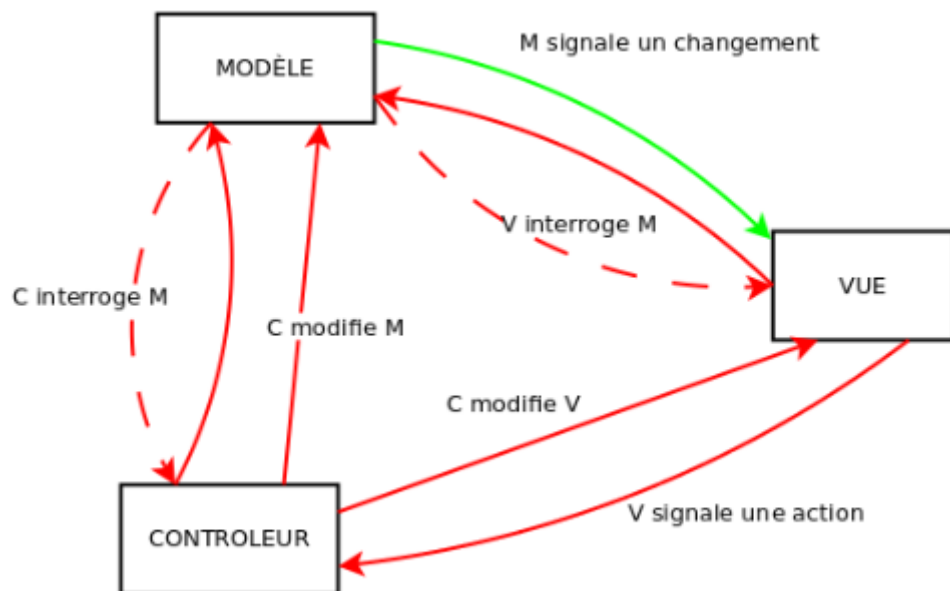 M signale un changement
MODÈLE
V interroge M
VUE
C interroge M
C modifie M
C modifie V
V signale une action
CONTROLEUR